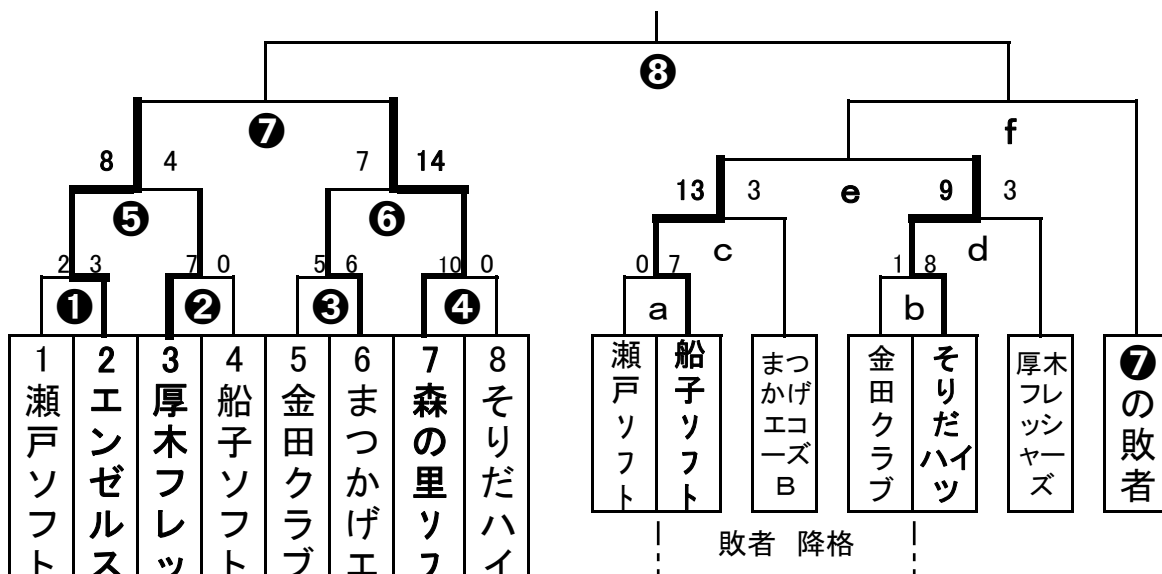 ❽
❼
f
8 4
7 14
13 3
e
9 3
❺
❻
c
d
2 3
7 0
5 6
10 0
0 7
1 8
❶
❷
❸
❹
a
b
1瀬戸ソフト
2エンゼルス
3厚木フレッ
4船子ソフト
5金田クラブ
6まつかげエ
7森の里ソフ
8そりだハイ
瀬戸ソフト
船子ソフト
まつかげエコーズB
金田クラブ
そりだハイツ
厚木フレッシャーズ
❼の敗者
敗者 降格